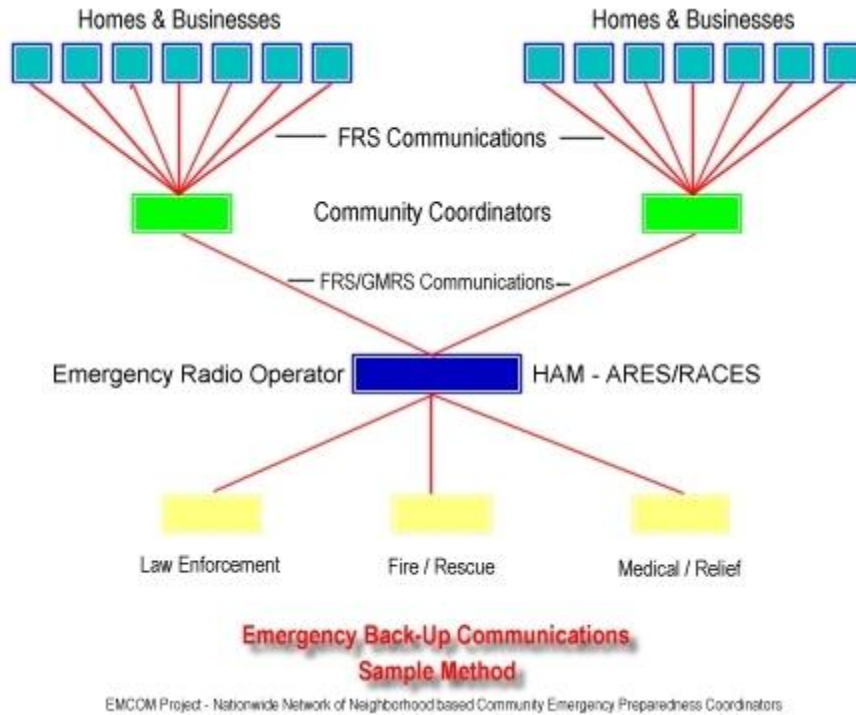 Homes & Businesses
Homes & Businesses
FRS Communications
Community Coordinators
FRS/GMRS Communications
Emergency Radio Operator
HAM - ARES/RACES
Law Enforcement
Fire / Rescue
Medical / Relief
Emergency Back-Up Communications
Sample Method
EMCOM Project - Nationwide Network of Neighborhood based Community Emergency Preparedness Coordinators